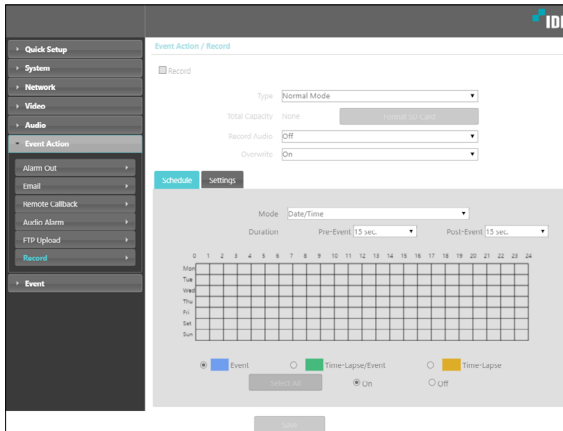 IDI
Quick Setup
System
Network
Video
Audio
Event Action
Alarm Out
Email
Remote Callback
Audio Alarm
FTP Upload
Record
Event
Event Action / Record
Record
Type Normal Mode
Total Capacity None Format SD Card
Record Audio Off
Overwrite On
Schedule Settings
Mode Date/Time
Duration Pre-Event 15 sec. Post-Event 15 sec.
0 1 2 3 4 5 6 7 8 9 10 11 12 13 14 15 16 17 18 19 20 21 22 23 24
Mon
Tue
Wed
Thu
Fri
Sat
Sun
Event Time-Lapse/Event Time-Lapse
Select All On Off
Save